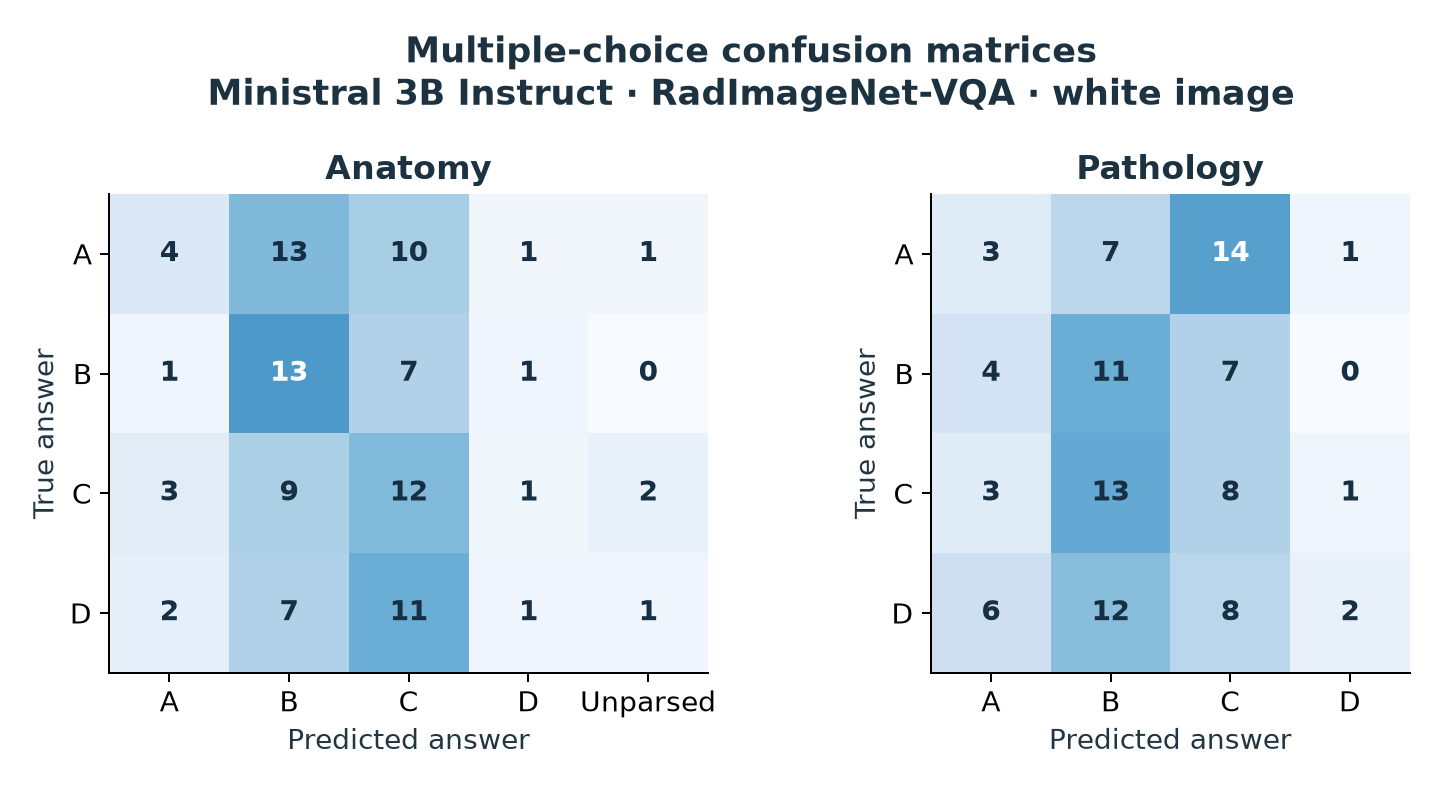 Multiple-choice confusion matrices
Ministral 3B Instruct · RadImageNet-VQA · white image
Anatomy
True answer
A 4 13 10 1 1
B 1 13 7 1 0
C 3 9 12 1 2
D 2 7 11 1 1
A B C D Unparsed
Predicted answer
Pathology
True answer
A 3 7 14 1
B 4 11 7 0
C 3 13 8 1
D 6 12 8 2
A B C D
Predicted answer